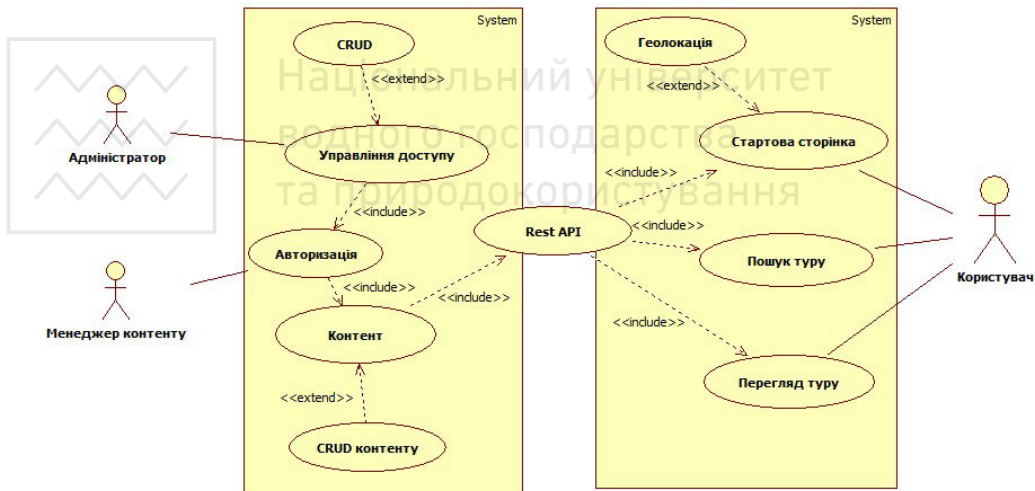 System
System
CRUD
Геолокація
Національний університет
<<extend>>
<<extend>>
водного господарства
Адміністратор
Управління доступу
Стартова сторінка
<<include>>
та природокористування
<<include>>
<<include>>
Авторизація
Rest API
Пошук туру
Користувач
<<include>>
<<include>>
Менеджер контенту
Контент
<<include>>
Перегляд туру
<<extend>>
CRUD контенту